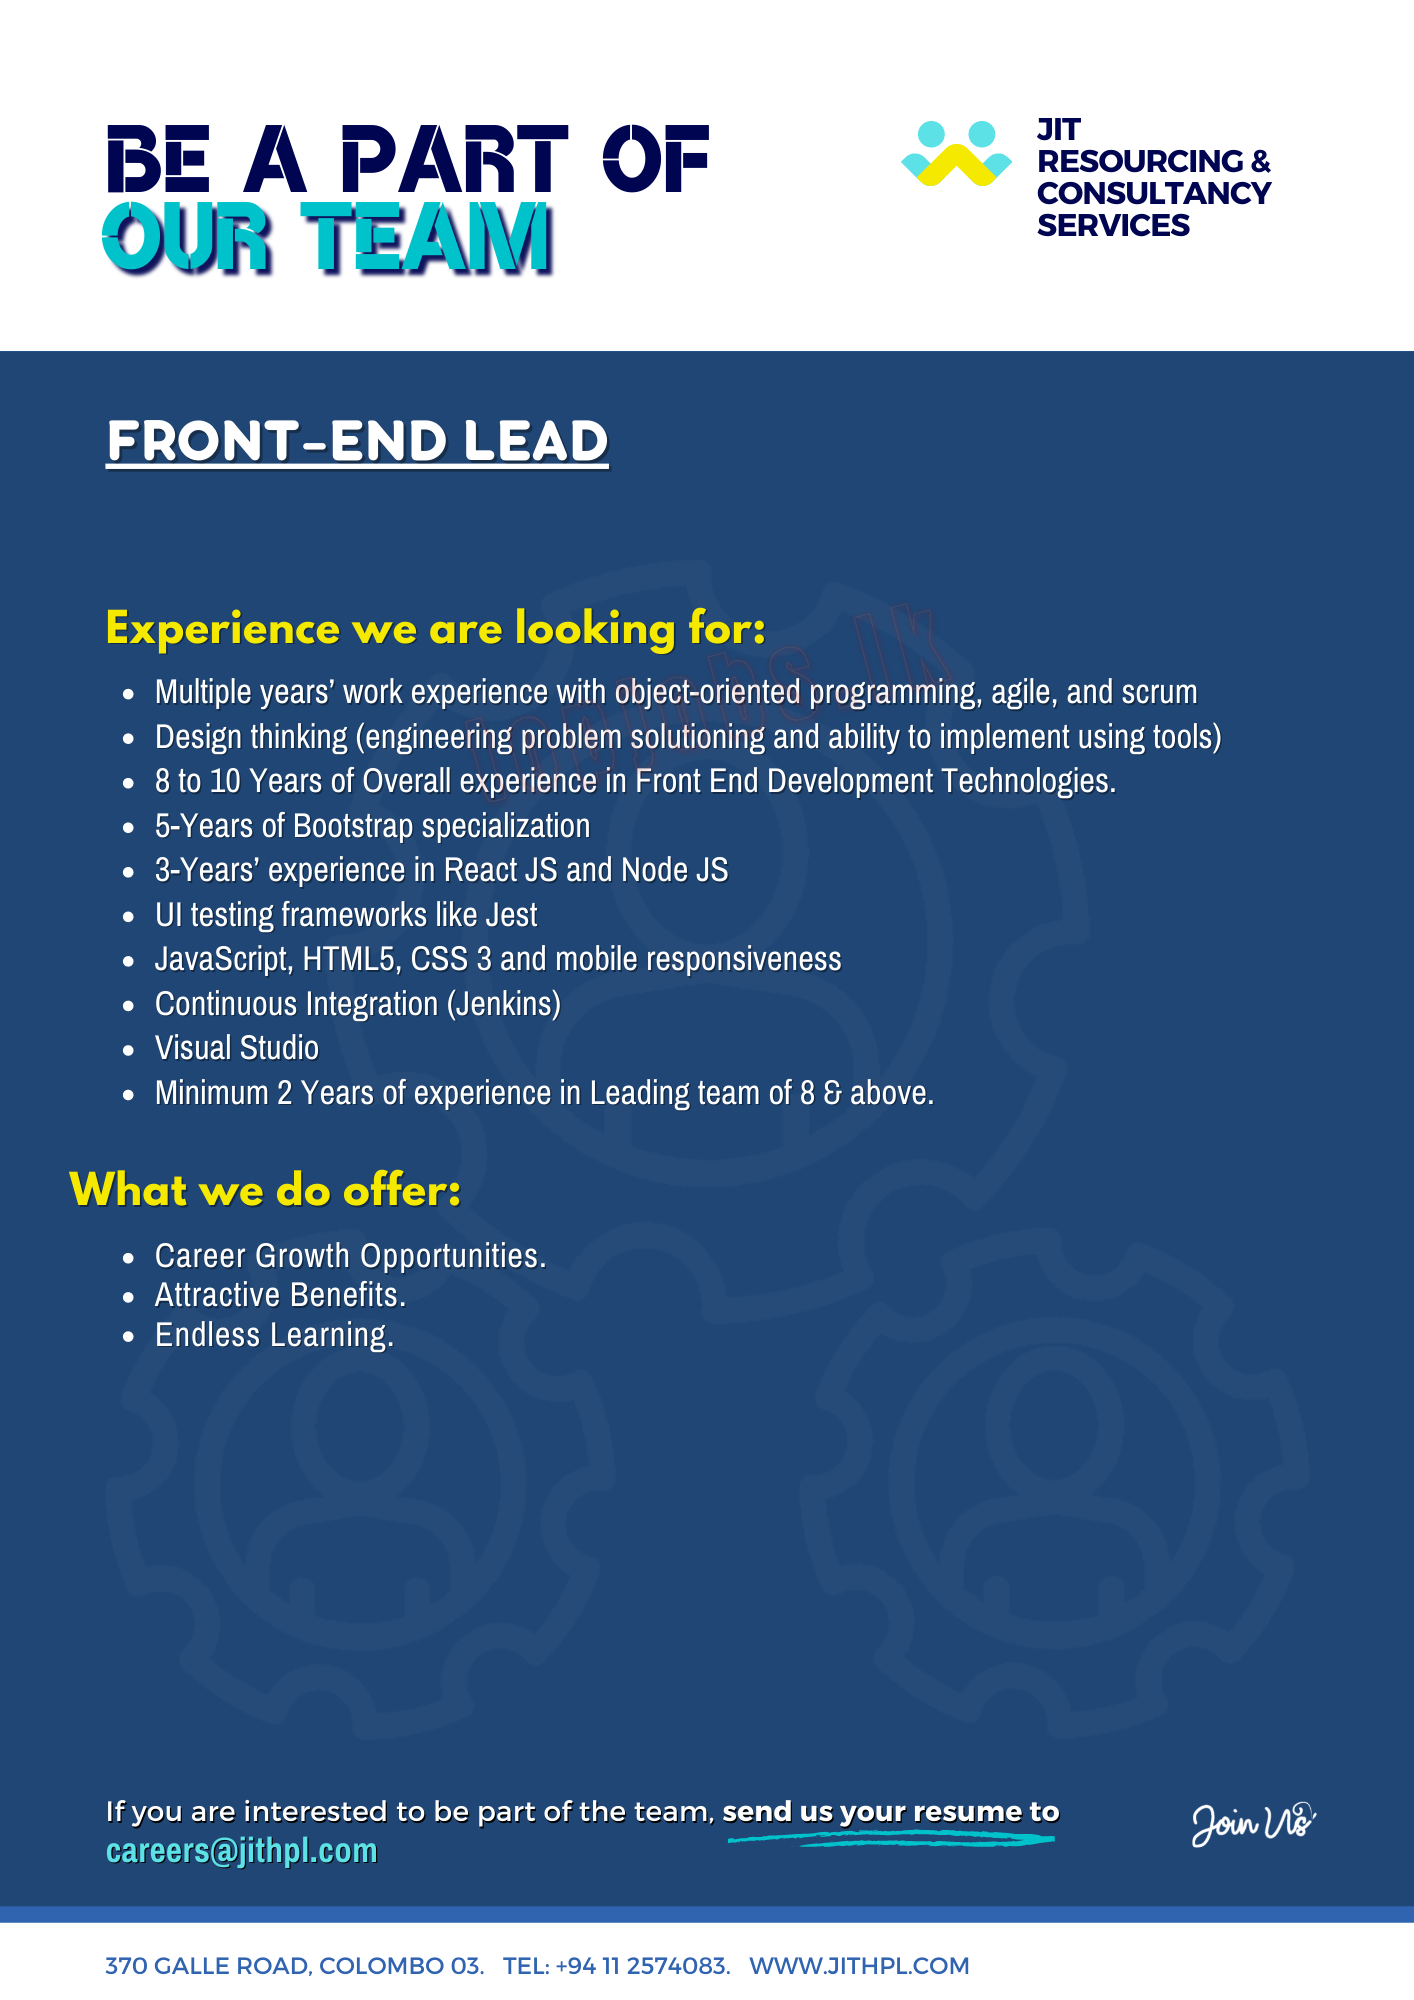 BE A PART OF
OUR TEAM
JIT
RESOURCING &
CONSULTANCY
SERVICES
FRONT-END LEAD
Experience we are looking for:
• Multiple years’ work experience with object-oriented programming, agile, and scrum
• Design thinking (engineering problem solutioning and ability to implement using tools)
• 8 to 10 Years of Overall experience in Front End Development Technologies.
• 5-Years of Bootstrap specialization
• 3-Years’ experience in React JS and Node JS
• UI testing frameworks like Jest
• JavaScript, HTML5, CSS 3 and mobile responsiveness
• Continuous Integration (Jenkins)
• Visual Studio
• Minimum 2 Years of experience in Leading team of 8 & above.
What we do offer:
• Career Growth Opportunities.
• Attractive Benefits.
• Endless Learning.
If you are interested to be part of the team, send us your resume to
careers@jithpl.com
Join Us
370 GALLE ROAD, COLOMBO 03. TEL: +94 11 2574083. WWW.JITHPL.COM